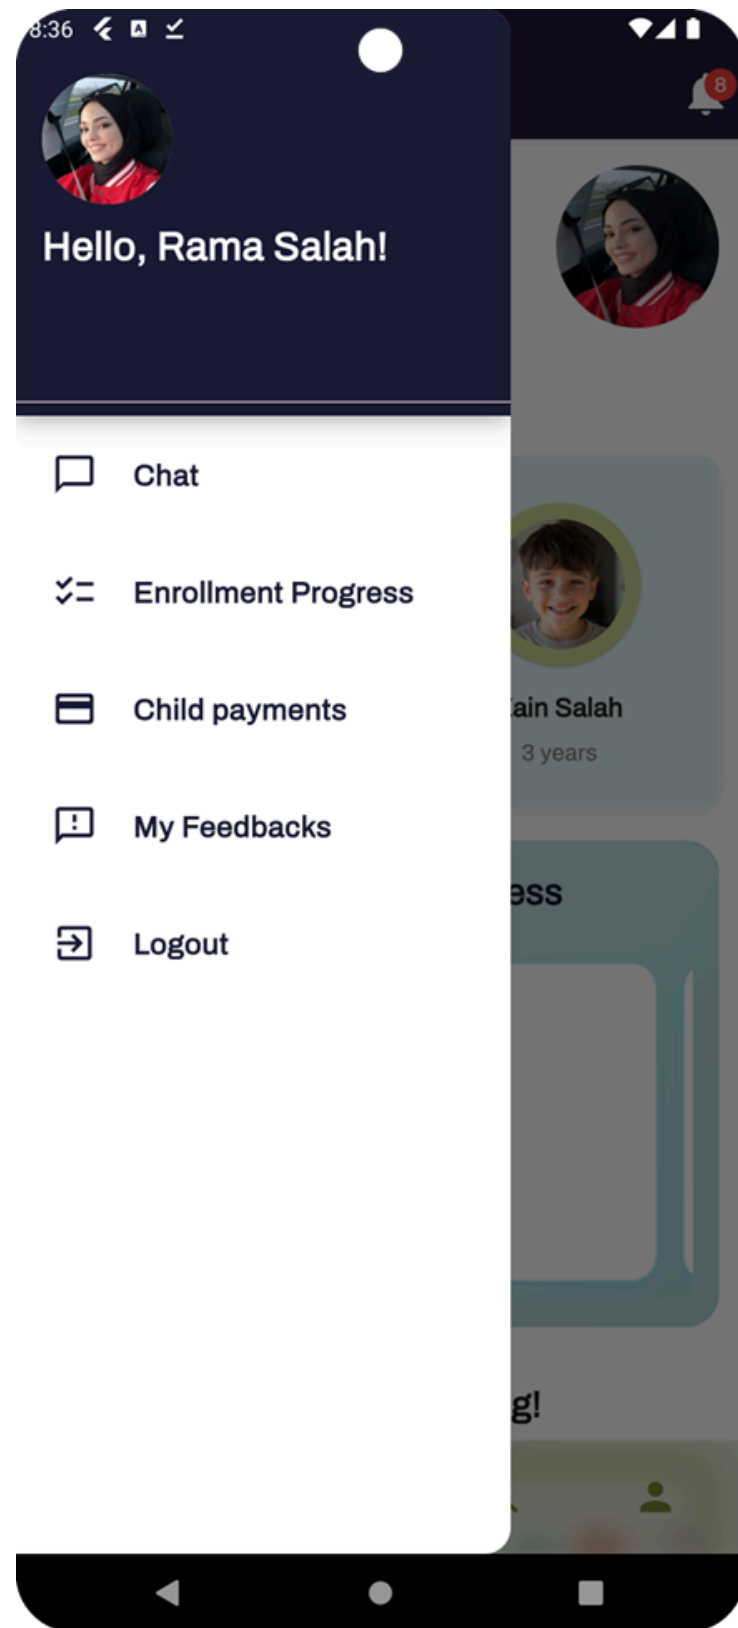 8:36
8
Hello, Rama Salah!
Chat
Enrollment Progress
Child payments
My Feedbacks
Logout
ain Salah
3 years
ess
g!